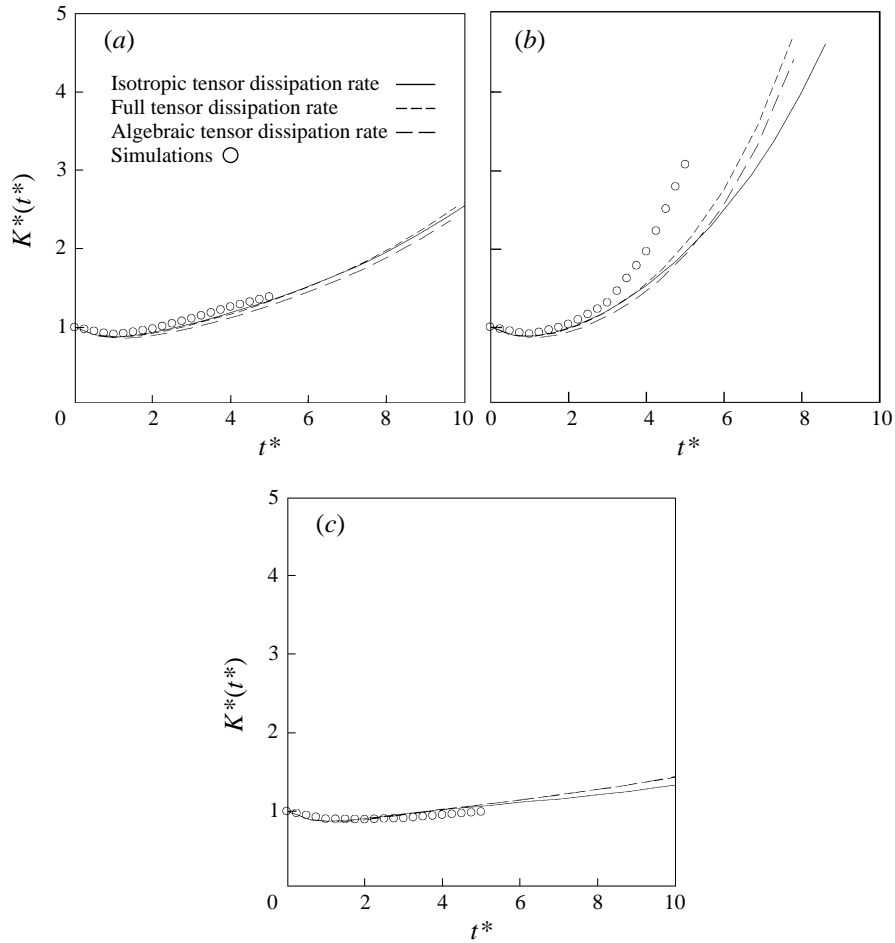 5
(a)
Isotropic tensor dissipation rate
Full tensor dissipation rate
Algebraic tensor dissipation rate
Simulations
4
3
2
1
K*(t*)
0 2 4 6 8 10
t*
(b)
0 2 4 6 8 10
t*
5
(c)
4
3
2
1
K*(t*)
0 2 4 6 8 10
t*